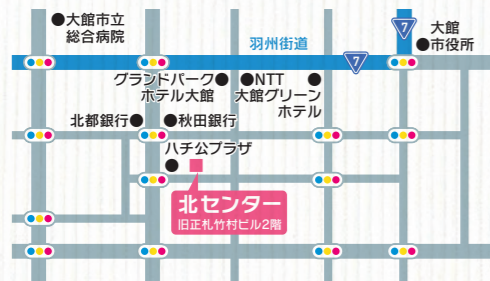 ●大館市立
総合病院
羽州街道
7
7
大館
●市役所
グランドパーク●
ホテル大館
●NTT
大館グリーン●
ホテル
北都銀行●
●秋田銀行
ハチ公プラザ
●
北センター
旧正札竹村ビル2階